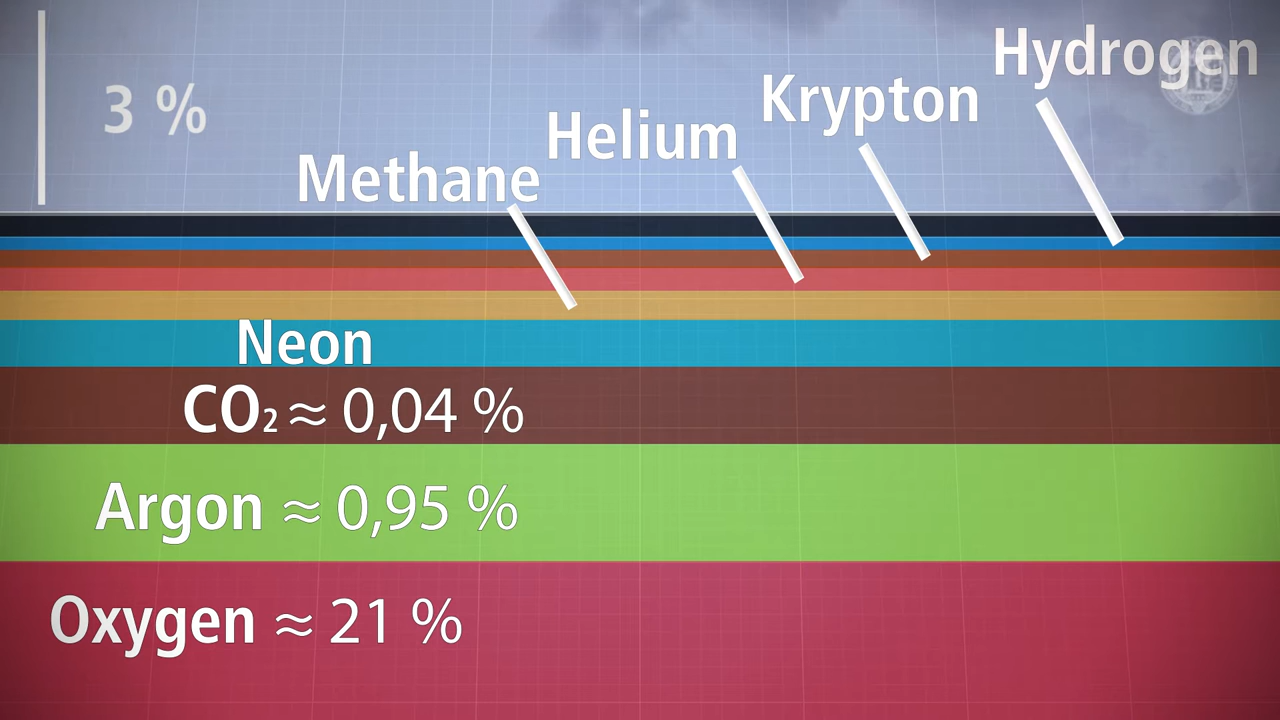 Hydrogen
3 %
Krypton
Helium
Methane
Neon
CO₂ ≈ 0,04 %
Argon ≈ 0,95 %
Oxygen ≈ 21 %